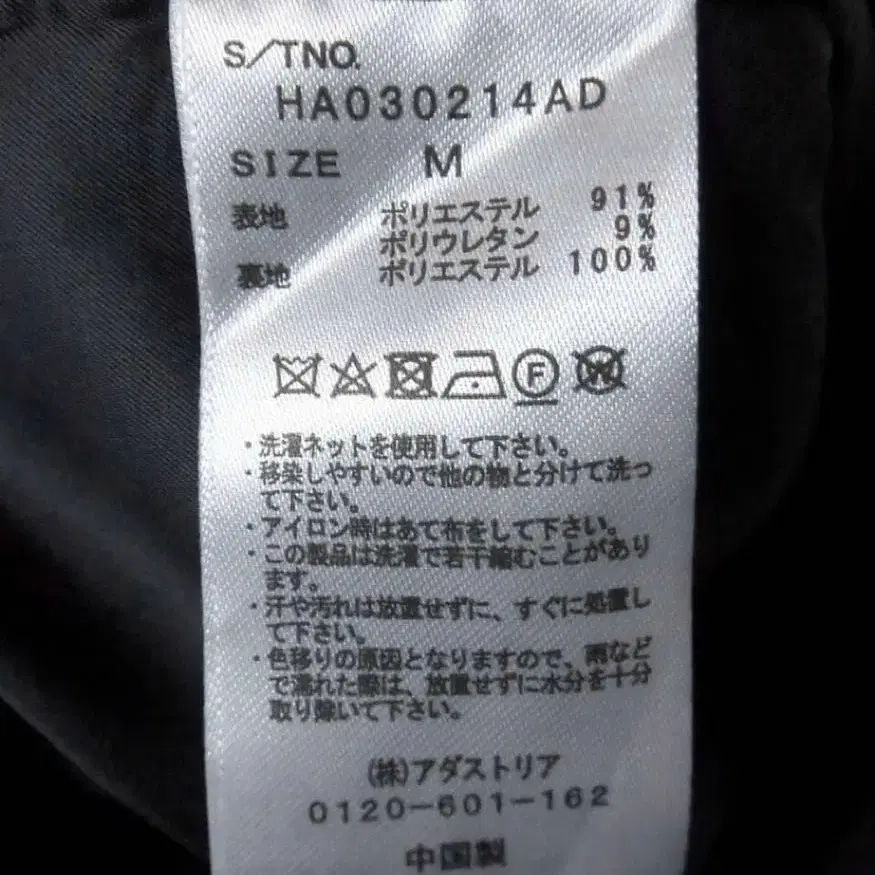 S/TNO.
HA030214AD
SIZE M
表地 ポリエステル 91%
ポリウレタン 9%
裏地 ポリエステル 100%
F W
・洗濯ネットを使用して下さい。
・移染しやすいので他の物と分けて洗っ
て下さい。
・アイロン時はあて布をして下さい。
・この製品は洗濯で若干縮むことがあり
ます。
・汗や汚れは放置せずに、すぐに処置し
て下さい。
・色移りの原因となりますので、雨など
で濡れた際は、放置せずに水分を十分
取り除いて下さい。
(株)アダストリア
0120-601-162
中国製